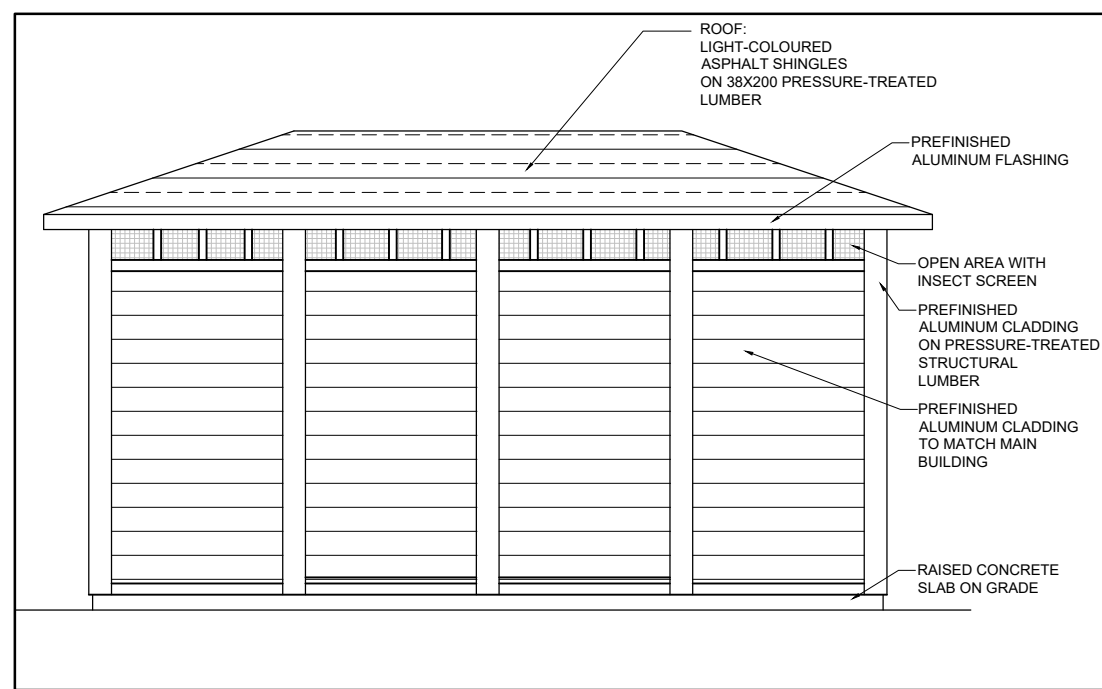 ROOF:
LIGHT-COLOURED
ASPHALT SHINGLES
ON 38X200 PRESSURE-TREATED
LUMBER
PREFINISHED
ALUMINUM FLASHING
OPEN AREA WITH
INSECT SCREEN
PREFINISHED
ALUMINUM CLADDING
ON PRESSURE-TREATED
STRUCTURAL
LUMBER
PREFINISHED
ALUMINUM CLADDING
TO MATCH MAIN
BUILDING
RAISED CONCRETE
SLAB ON GRADE